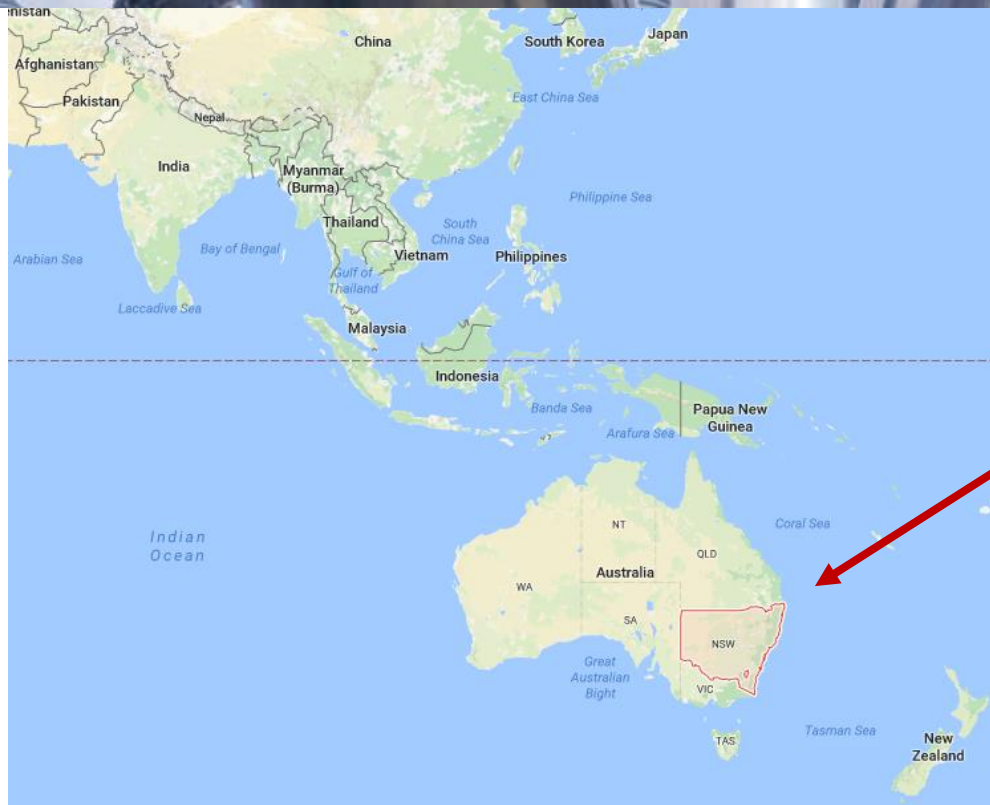 enistan
China
South Korea
Japan
Afghanistan
Pakistan
East China Sea
Nepal
India
Myanmar
(Burma)
Philippine Sea
Thailand
South
China Sea
Bay of Bengal
Vietnam
Philippines
Arabian Sea
Gulf of
Thailand
Laccadive Sea
Malaysia
Indonesia
Banda Sea
Papua New
Guinea
Arafura Sea
Indian
Ocean
NT
Coral Sea
QLD
Australia
WA
SA
NSW
Great
Australian
Bight
VIC
TAS
Tasman Sea
New
Zealand